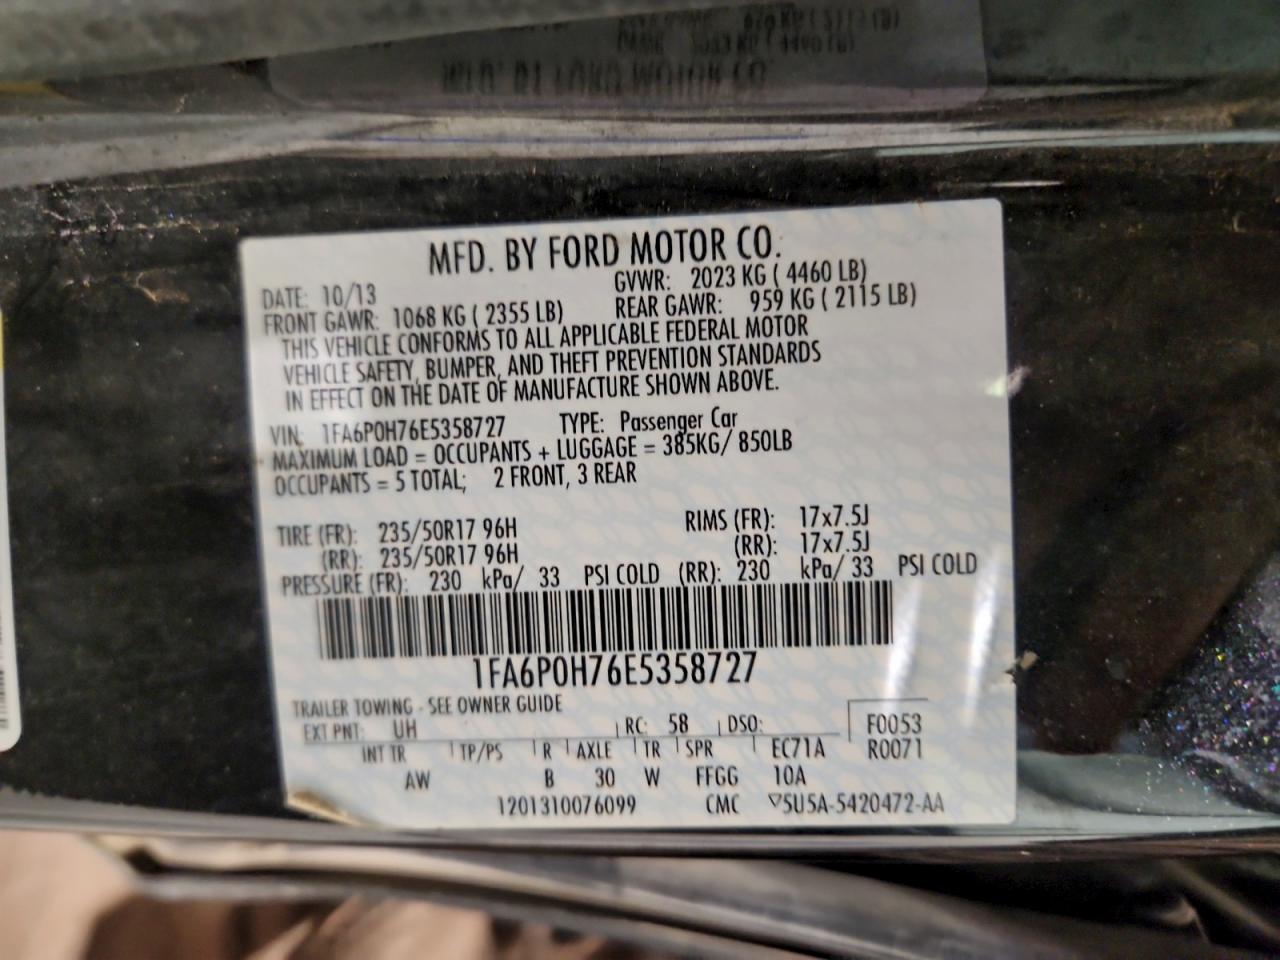 MFD. BY FORD MOTOR CO.
DATE: 10/13 GVWR: 2023 KG ( 4460 LB)
FRONT GAWR: 1068 KG ( 2355 LB) REAR GAWR: 959 KG ( 2115 LB)
THIS VEHICLE CONFORMS TO ALL APPLICABLE FEDERAL MOTOR
VEHICLE SAFETY, BUMPER, AND THEFT PREVENTION STANDARDS
IN EFFECT ON THE DATE OF MANUFACTURE SHOWN ABOVE.
VIN: 1FA6P0H76E5358727 TYPE: Passenger Car
MAXIMUM LOAD = OCCUPANTS + LUGGAGE = 385KG/ 850LB
OCCUPANTS = 5 TOTAL; 2 FRONT, 3 REAR
TIRE (FR): 235/50R17 96H RIMS (FR): 17x7.5J
(RR): 235/50R17 96H (RR): 17x7.5J
PRESSURE (FR): 230 kPa/ 33 PSI COLD (RR): 230 kPa/ 33 PSI COLD
1FA6P0H76E5358727
TRAILER TOWING - SEE OWNER GUIDE
EXT PNT: UH RC: 58 DSO: F0053
INT TR TP/PS R AXLE TR SPR EC71A R0071
AW B 30 W FFGG 10A
1201310076099 CMC ▽5U5A-5420472-AA